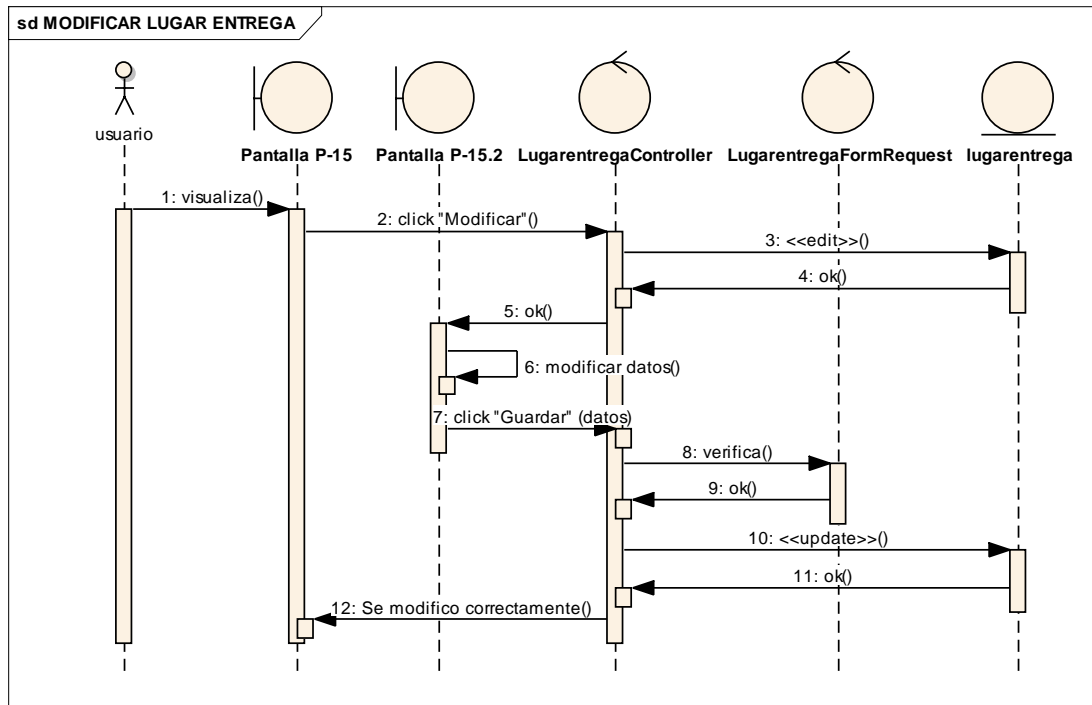 sd MODIFICAR LUGAR ENTREGA
usuario
Pantalla P-15
Pantalla P-15.2
LugarentregaController
LugarentregaFormRequest
lugarentrega
1: visualiza()
2: click "Modificar"()
3: <<edit>>()
4: ok()
5: ok()
6: modificar datos()
7: click "Guardar" (datos)
8: verifica()
9: ok()
10: <<update>>()
11: ok()
12: Se modifico correctamente()